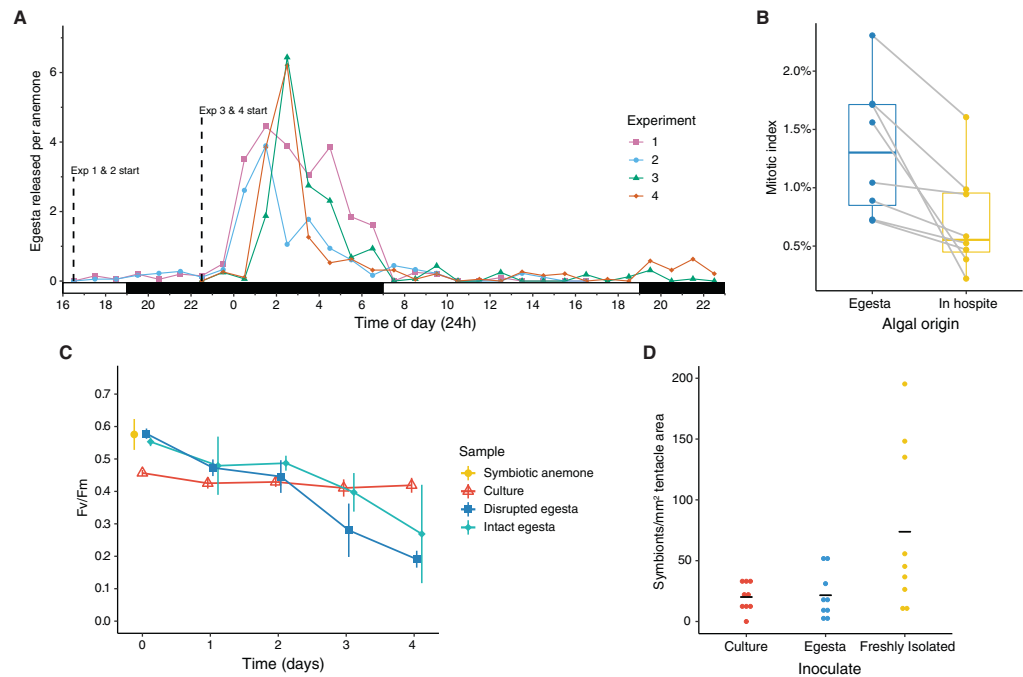 A
Egesta released per anemone
6
4
2
0
Exp 1 & 2 start
Exp 3 & 4 start
Experiment
1
2
3
4
16 18 20 22 0 2 4 6 8 10 12 14 16 18 20 22
Time of day (24h)
B
Mitotic index
2.0%
1.5%
1.0%
0.5%
Egesta In hospite
Algal origin
C
Fv/Fm
0.7
0.6
0.5
0.4
0.3
0.2
0.1
0.0
0 1 2 3 4
Time (days)
Sample
Symbiotic anemone
Culture
Disrupted egesta
Intact egesta
D
Symbionts/mm² tentacle area
200
150
100
50
0
Culture Egesta Freshly Isolated
Inoculate